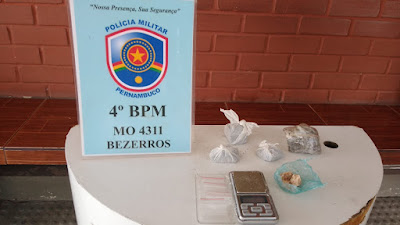 "Nossa Presença, Sua Segurança"
POLÍCIA MILITAR
PERNAMBUCO
4º BPM
MO 4311
BEZERROS